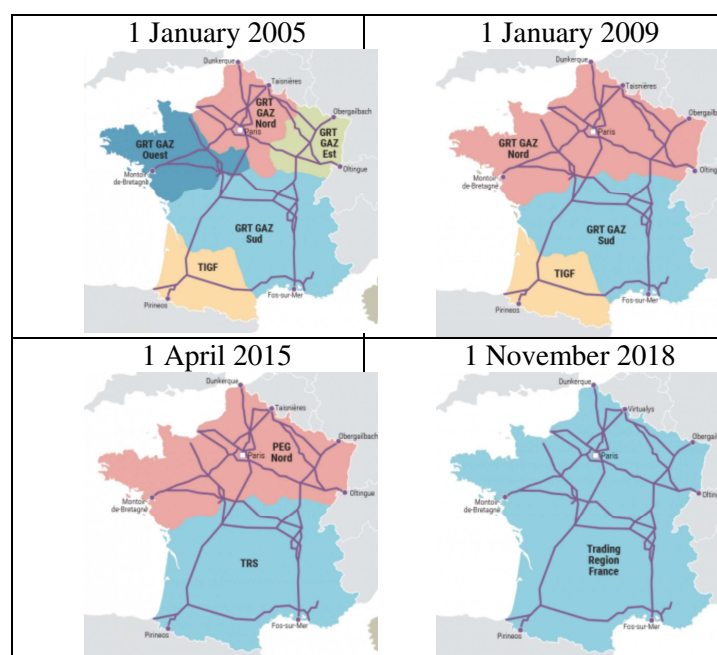 1 January 2005
Dunkerque
Taisnières
GRT
GAZ
Nord
Obergailbach
Paris
GRT GAZ
Ouest
GRT
GAZ
Est
Montoir
de-Bretagne
Oltingue
GRT GAZ
Sud
TIGF
Pirineos
Fos-sur-Mer
1 January 2009
Dunkerque
Taisnières
Obergailbach
GRT GAZ
Nord
Paris
Montoir
de-Bretagne
Oltingue
GRT GAZ
Sud
TIGF
Pirineos
Fos-sur-Mer
1 April 2015
Dunkerque
Taisnières
PEG
Nord
Obergailbach
Paris
Montoir
de-Bretagne
Oltingue
TRS
Pirineos
Fos-sur-Mer
1 November 2018
Dunkerque
Virtualys
Obergailb
Paris
Montoir
de-Bretagne
Oltingue
Trading
Region
France
Pirineos
Fos-sur-Mer